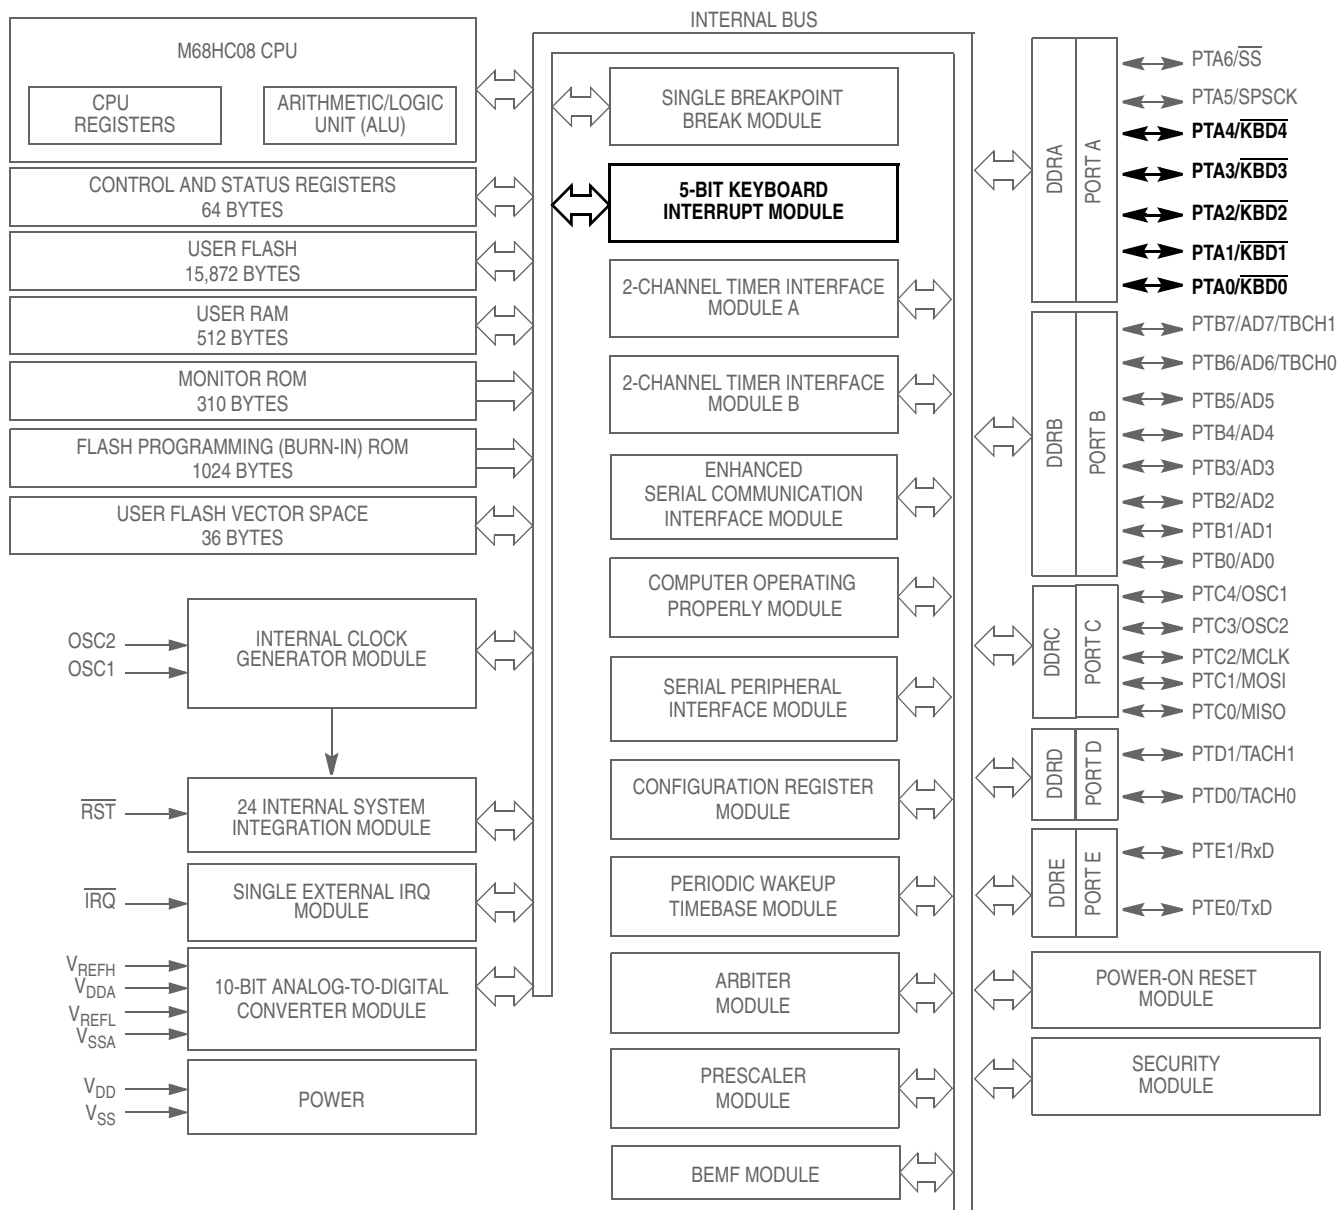 INTERNAL BUS
M68HC08 CPU
CPU
REGISTERS
ARITHMETIC/LOGIC
UNIT (ALU)
CONTROL AND STATUS REGISTERS
64 BYTES
USER FLASH
15,872 BYTES
USER RAM
512 BYTES
MONITOR ROM
310 BYTES
FLASH PROGRAMMING (BURN-IN) ROM
1024 BYTES
USER FLASH VECTOR SPACE
36 BYTES
OSC2
OSC1
INTERNAL CLOCK
GENERATOR MODULE
RST
24 INTERNAL SYSTEM
INTEGRATION MODULE
IRQ
SINGLE EXTERNAL IRQ
MODULE
VREFH
VDDA
VREFL
VSSA
10-BIT ANALOG-TO-DIGITAL
CONVERTER MODULE
VDD
VSS
POWER
SINGLE BREAKPOINT
BREAK MODULE
5-BIT KEYBOARD
INTERRUPT MODULE
2-CHANNEL TIMER INTERFACE
MODULE A
2-CHANNEL TIMER INTERFACE
MODULE B
ENHANCED
SERIAL COMMUNICATION
INTERFACE MODULE
COMPUTER OPERATING
PROPERLY MODULE
SERIAL PERIPHERAL
INTERFACE MODULE
CONFIGURATION REGISTER
MODULE
PERIODIC WAKEUP
TIMEBASE MODULE
ARBITER
MODULE
PRESCALER
MODULE
BEMF MODULE
DDRA
PORT A
PTA6/SS
PTA5/SPSCK
PTA4/KBD4
PTA3/KBD3
PTA2/KBD2
PTA1/KBD1
PTA0/KBD0
DDRB
PORT B
PTB7/AD7/TBCH1
PTB6/AD6/TBCH0
PTB5/AD5
PTB4/AD4
PTB3/AD3
PTB2/AD2
PTB1/AD1
PTB0/AD0
DDRC
PORT C
PTC4/OSC1
PTC3/OSC2
PTC2/MCLK
PTC1/MOSI
PTC0/MISO
DDRD
PORT D
PTD1/TACH1
PTD0/TACH0
DDRE
PORT E
PTE1/RxD
PTE0/TxD
POWER-ON RESET
MODULE
SECURITY
MODULE